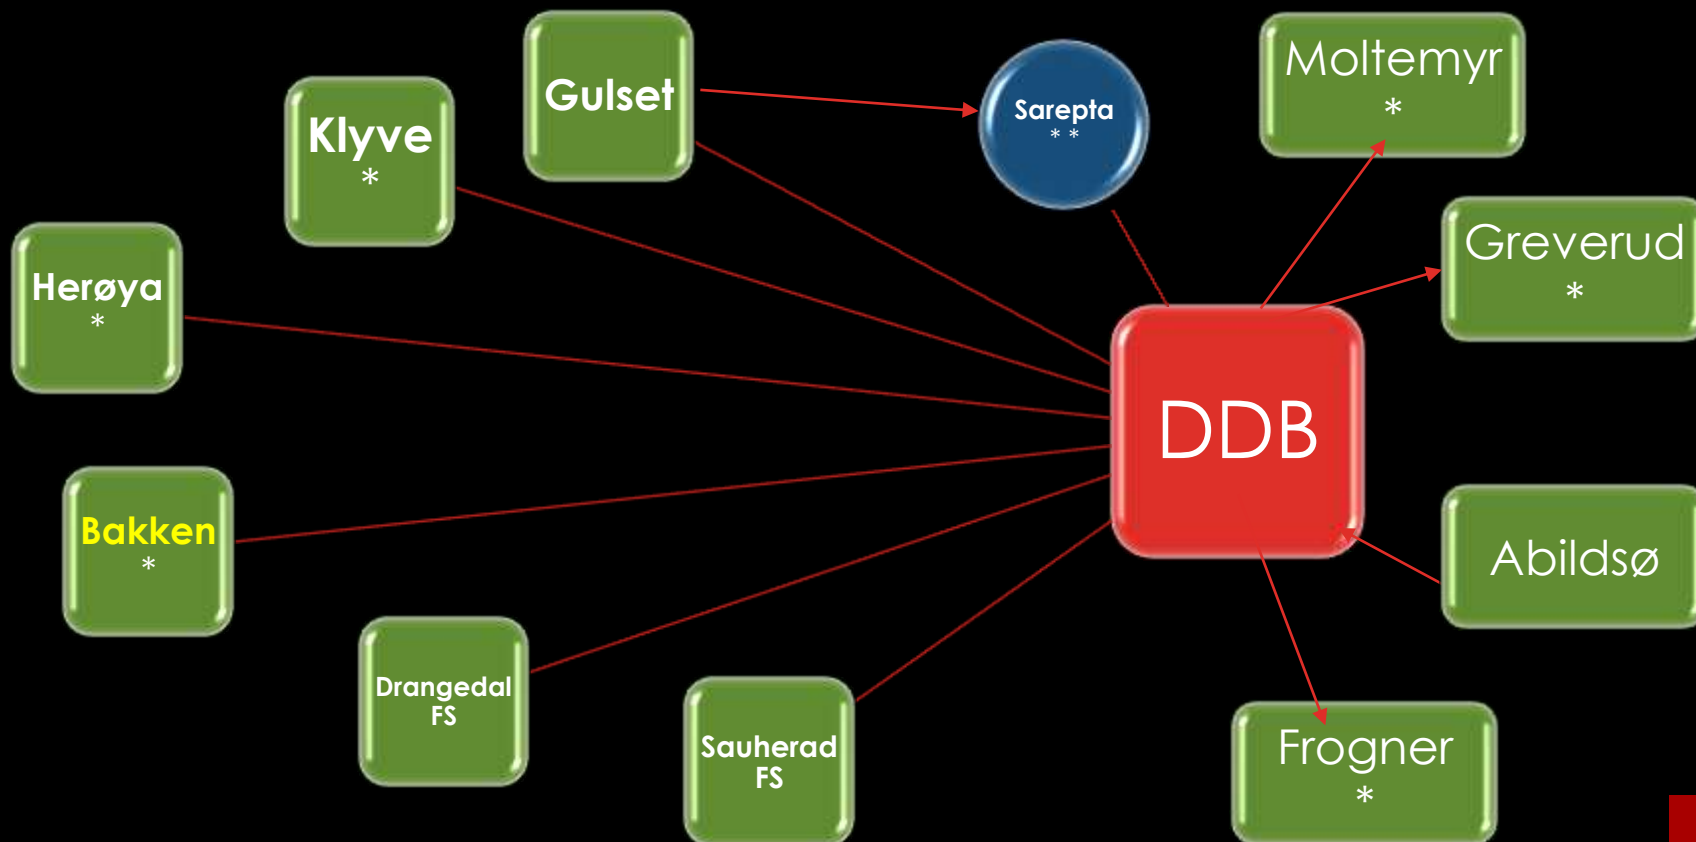 Gulset
Sarepta
* *
Moltemyr
*
Klyve
*
Greverud
*
Herøya
*
DDB
Bakken
*
Abildsø
Drangedal
FS
Sauherad
FS
Frogner
*